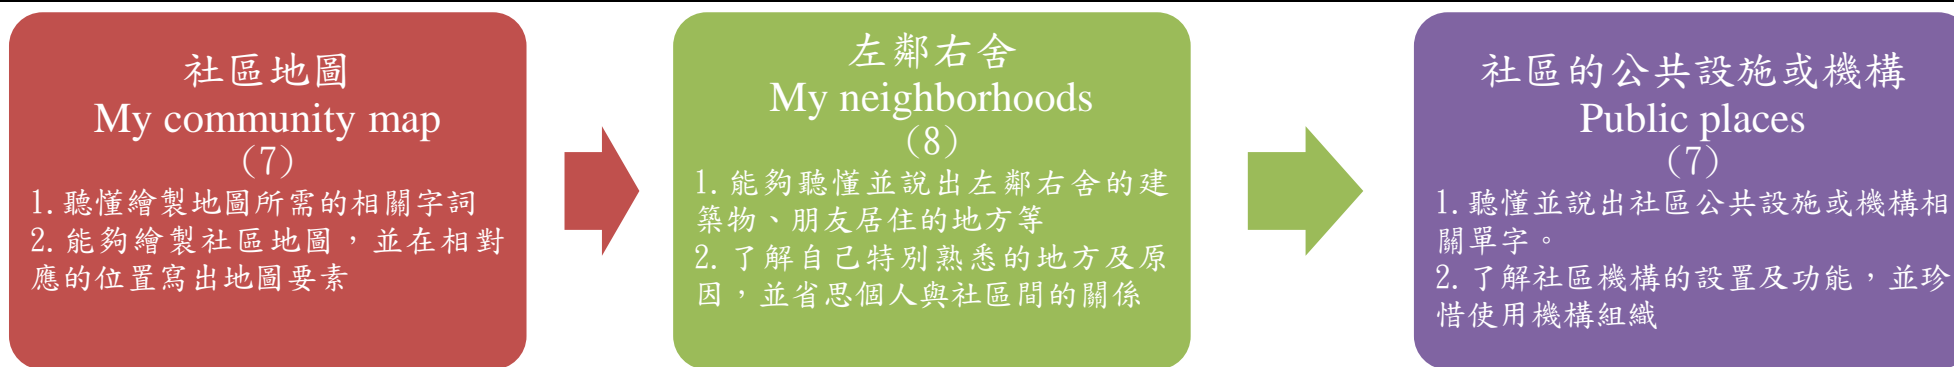 社區地圖
My community map
（7）
1.聽懂繪製地圖所需的相關字詞
2.能夠繪製社區地圖，並在相對
應的位置寫出地圖要素
左鄰右舍
My neighborhoods
（8）
1.能夠聽懂並說出左鄰右舍的建
築物、朋友居住的地方等
2.了解自己特別熟悉的地方及原
因，並省思個人與社區間的關係
社區的公共設施或機構
Public places
（7）
1.聽懂並說出社區公共設施或機構相
關單字。
2.了解社區機構的設置及功能，並珍
惜使用機構組織